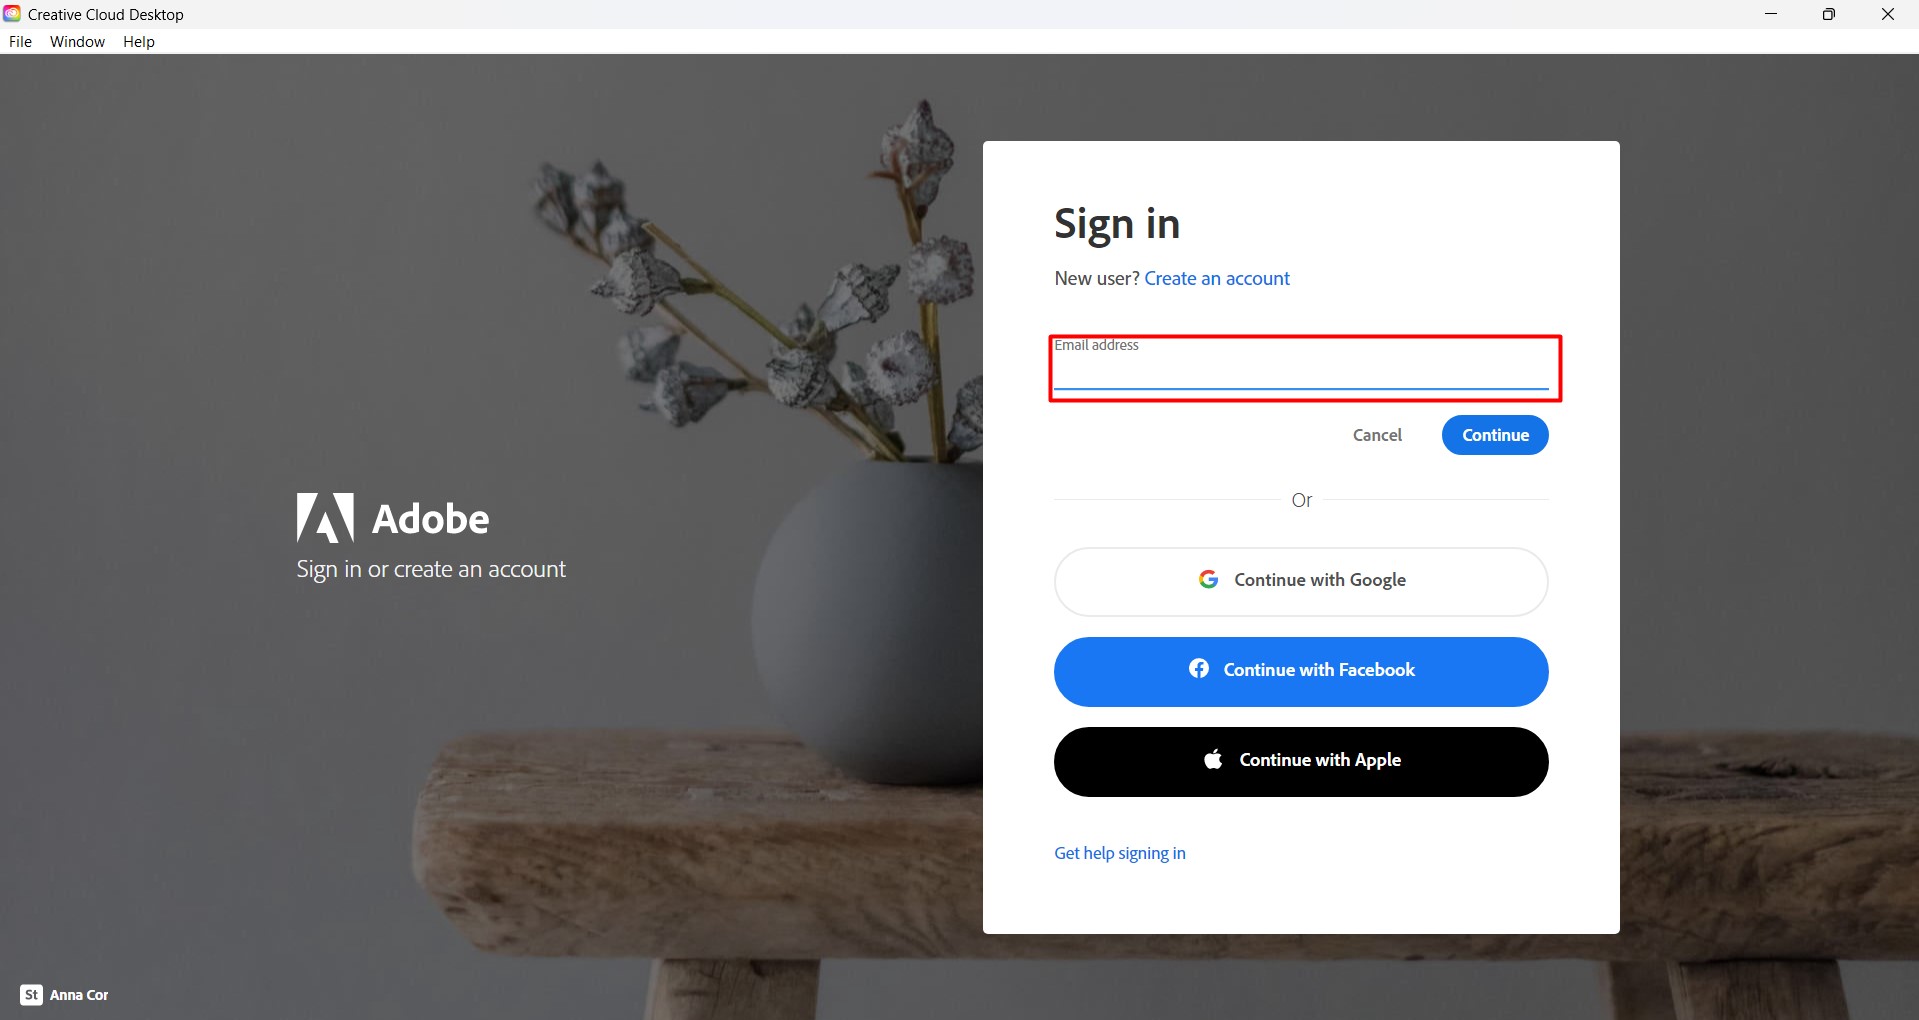 Creative Cloud Desktop
File Window Help
Adobe
Sign in or create an account
Sign in
New user? Create an account
Email address
Cancel Continue
Or
Continue with Google
Continue with Facebook
Continue with Apple
Get help signing in
St Anna Cor